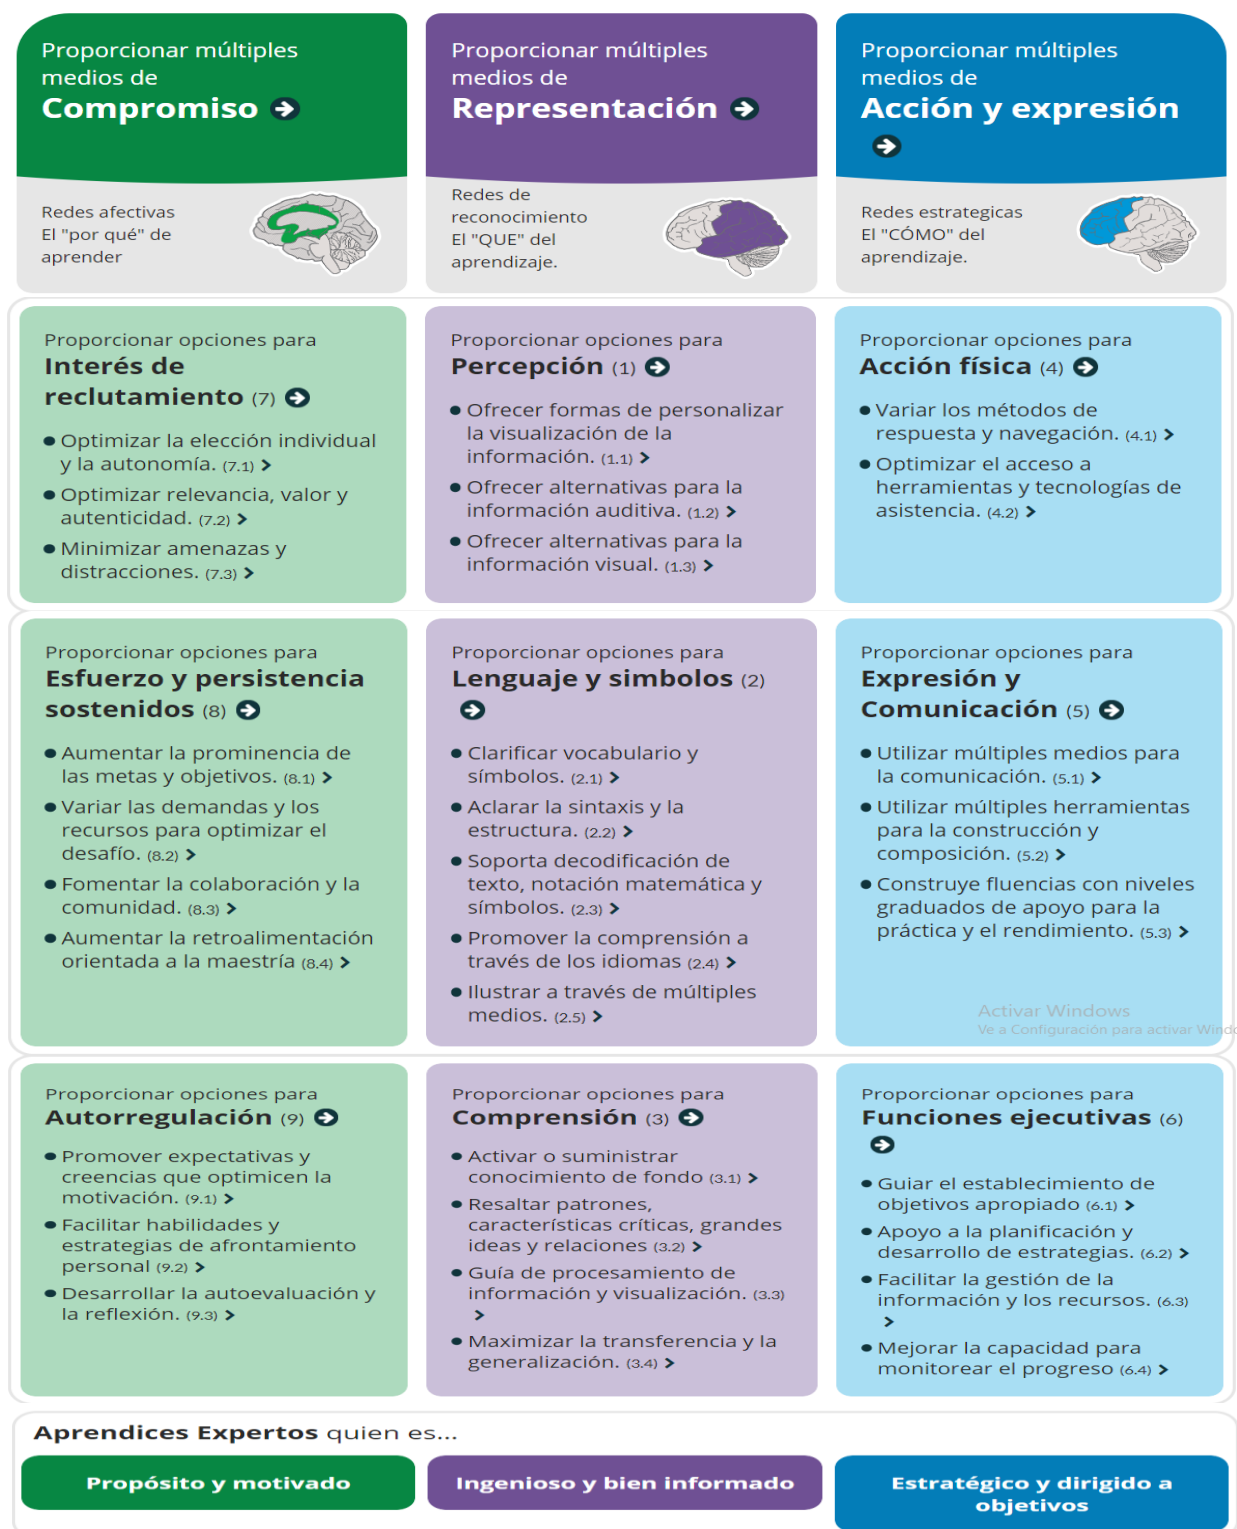 Proporcionar múltiples
medios de
Compromiso
Proporcionar múltiples
medios de
Representación
Proporcionar múltiples
medios de
Acción y expresión
Redes afectivas
El "por qué" de
aprender
Redes de
reconocimiento
El "QUE" del
aprendizaje.
Redes estrategicas
El "CÓMO" del
aprendizaje.
Proporcionar opciones para
Interés de
reclutamiento (7)
Optimizar la elección individual
y la autonomía. (7.1)
Optimizar relevancia, valor y
autenticidad. (7.2)
Minimizar amenazas y
distracciones. (7.3)
Proporcionar opciones para
Percepción (1)
Ofrecer formas de personalizar
la visualización de la
información. (1.1)
Ofrecer alternativas para la
información auditiva. (1.2)
Ofrecer alternativas para la
información visual. (1.3)
Proporcionar opciones para
Acción física (4)
Variar los métodos de
respuesta y navegación. (4.1)
Optimizar el acceso a
herramientas y tecnologías de
asistencia. (4.2)
Proporcionar opciones para
Esfuerzo y persistencia
sostenidos (8)
Aumentar la prominencia de
las metas y objetivos. (8.1)
Variar las demandas y los
recursos para optimizar el
desafío. (8.2)
Fomentar la colaboración y la
comunidad. (8.3)
Aumentar la retroalimentación
orientada a la maestría (8.4)
Proporcionar opciones para
Lenguaje y simbolos (2)
Clarificar vocabulario y
símbolos. (2.1)
Aclarar la sintaxis y la
estructura. (2.2)
Soporta decodificación de
texto, notación matemática y
símbolos. (2.3)
Promover la comprensión a
través de los idiomas (2.4)
Ilustrar a través de múltiples
medios. (2.5)
Proporcionar opciones para
Expresión y
Comunicación (5)
Utilizar múltiples medios para
la comunicación. (5.1)
Utilizar múltiples herramientas
para la construcción y
composición. (5.2)
Construye fluencias con niveles
graduados de apoyo para la
práctica y el rendimiento. (5.3)
Activar Windows
Ve a Configuración para activar Windo
Proporcionar opciones para
Autorregulación (9)
Promover expectativas y
creencias que optimicen la
motivación. (9.1)
Facilitar habilidades y
estrategias de afrontamiento
personal (9.2)
Desarrollar la autoevaluación y
la reflexión. (9.3)
Proporcionar opciones para
Comprensión (3)
Activar o suministrar
conocimiento de fondo (3.1)
Resaltar patrones,
características críticas, grandes
ideas y relaciones (3.2)
Guía de procesamiento de
información y visualización. (3.3)
Maximizar la transferencia y la
generalización. (3.4)
Proporcionar opciones para
Funciones ejecutivas (6)
Guiar el establecimiento de
objetivos apropiado (6.1)
Apoyo a la planificación y
desarrollo de estrategias. (6.2)
Facilitar la gestión de la
información y los recursos. (6.3)
Mejorar la capacidad para
monitorear el progreso (6.4)
Aprendices Expertos quien es...
Propósito y motivado
Ingenioso y bien informado
Estratégico y dirigido a
objetivos